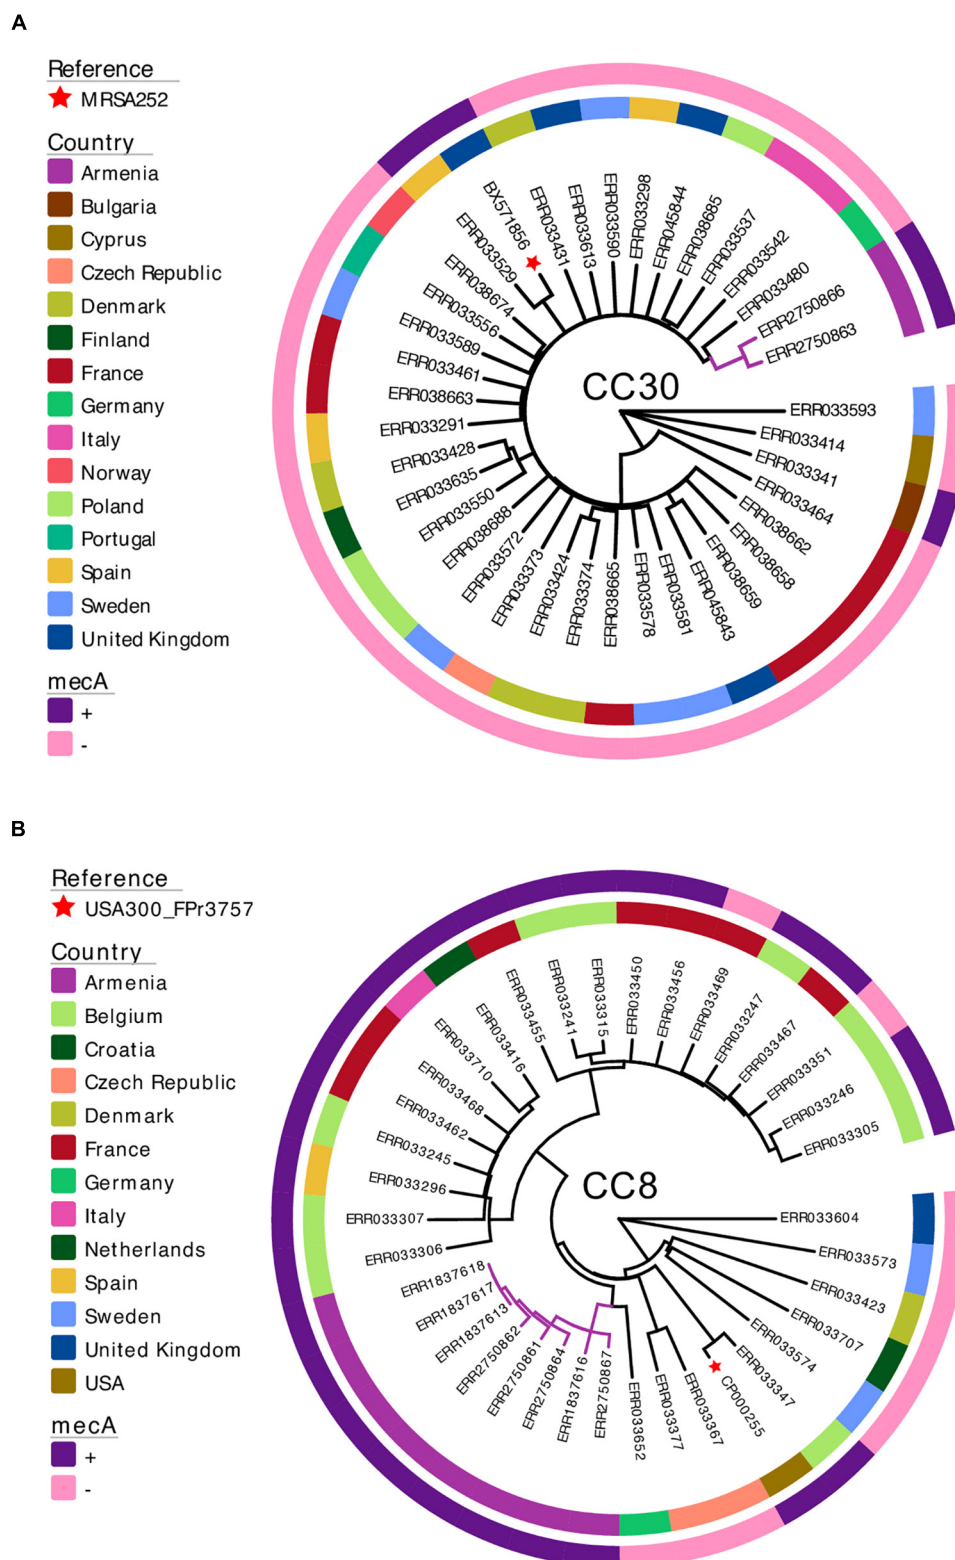 A
Reference
MRSA252
Country
Armenia
Bulgaria
Cyprus
Czech Republic
Denmark
Finland
France
Germany
Italy
Norway
Poland
Portugal
Spain
Sweden
United Kingdom
mecA
+
-
CC30
BX571856
ERR033431
ERR033613
ERR033590
ERR033298
ERR045844
ERR038685
ERR033537
ERR033542
ERR033480
ERR2750866
ERR2750863
ERR033593
ERR033414
ERR033341
ERR033464
ERR038662
ERR038658
ERR038659
ERR045843
ERR033581
ERR033578
ERR038665
ERR033374
ERR033424
ERR033373
ERR033572
ERR038688
ERR033550
ERR033635
ERR033428
ERR033291
ERR038663
ERR033461
ERR033589
ERR033556
ERR038674
ERR033529
B
Reference
USA300_FPr3757
Country
Armenia
Belgium
Croatia
Czech Republic
Denmark
France
Germany
Italy
Netherlands
Spain
Sweden
United Kingdom
USA
mecA
+
-
CC8
ERR033455
ERR033241
ERR033315
ERR033450
ERR033456
ERR033469
ERR033247
ERR033467
ERR033351
ERR033246
ERR033305
ERR033604
ERR033573
ERR033423
ERR033707
ERR033574
ERR033347
CP000255
ERR033367
ERR033377
ERR033652
ERR2750867
ERR1837616
ERR2750864
ERR2750861
ERR2750862
ERR1837613
ERR1837617
ERR1837618
ERR033306
ERR033307
ERR033296
ERR033245
ERR033462
ERR033468
ERR033710
ERR033416